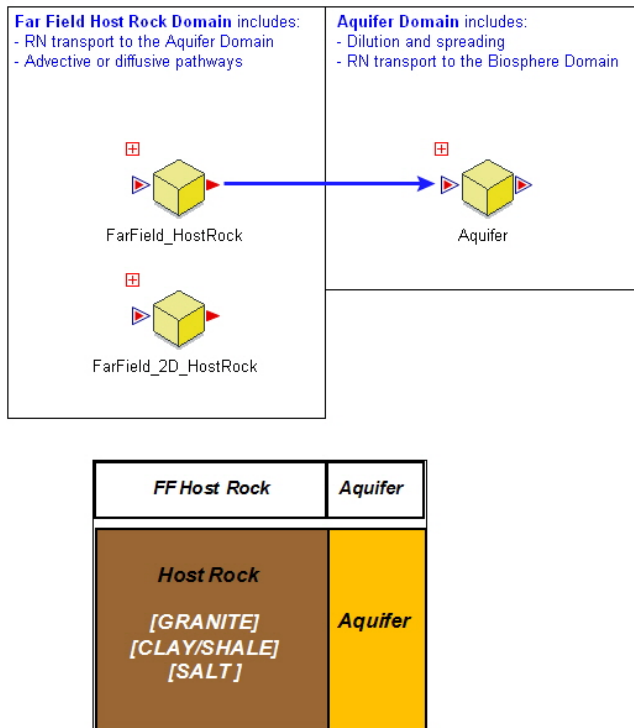 Far Field Host Rock Domain includes:
- RN transport to the Aquifer Domain
- Advective or diffusive pathways
Aquifer Domain includes:
- Dilution and spreading
- RN transport to the Biosphere Domain
FarField_HostRock
Aquifer
FarField_2D_HostRock
FF Host Rock
Aquifer
Host Rock
[GRANITE]
[CLAY/SHALE]
[SALT]
Aquifer